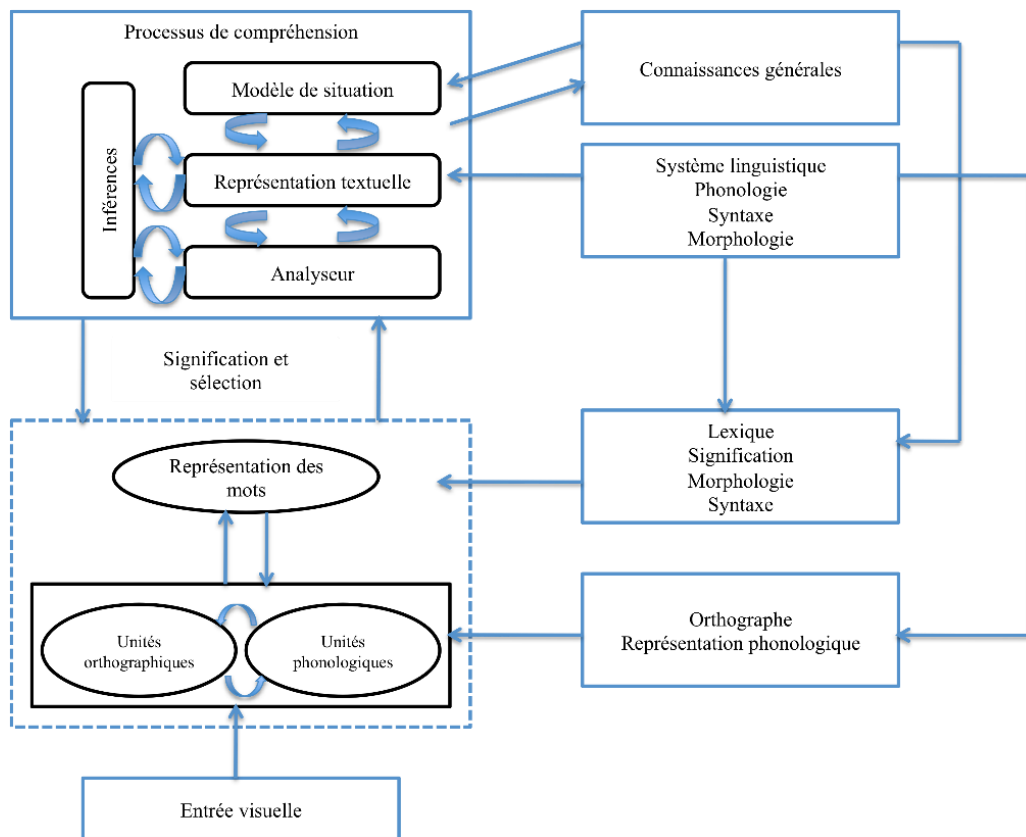 Processus de compréhension
Modèle de situation
Inférences
Représentation textuelle
Analyseur
Connaissances générales
Système linguistique
Phonologie
Syntaxe
Morphologie
Signification et
sélection
Représentation des
mots
Lexique
Signification
Morphologie
Syntaxe
Unités
orthographiques
Unités
phonologiques
Orthographe
Représentation phonologique
Entrée visuelle